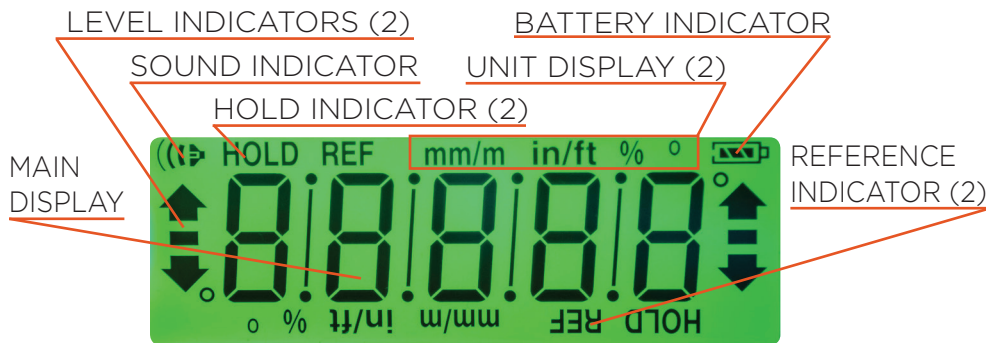 LEVEL INDICATORS (2)
BATTERY INDICATOR
SOUND INDICATOR
UNIT DISPLAY (2)
HOLD INDICATOR (2)
HOLD REF mm/m in/ft % °
MAIN
DISPLAY
REFERENCE
INDICATOR (2)
88888
° % in/ft mm/m REF HOLD